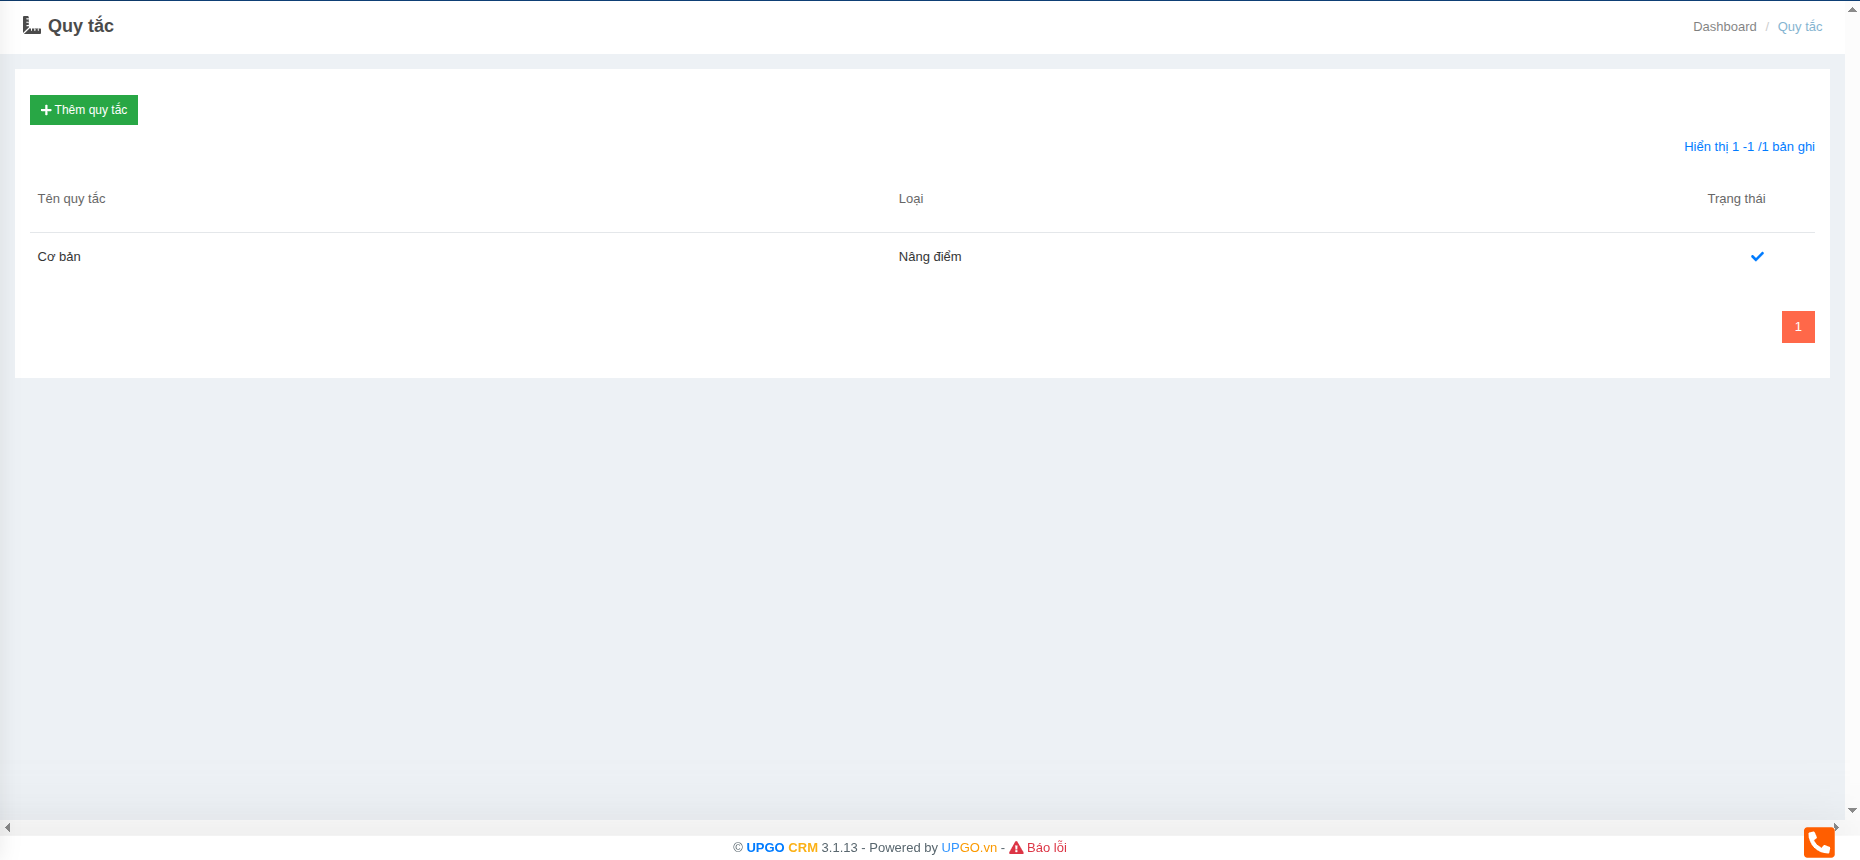 Quy tắc
Dashboard / Quy tắc
Thêm quy tắc
Hiển thị 1 -1 /1 bản ghi
Tên quy tắc Loại Trạng thái
Cơ bản Nâng điểm
1
© UPGO CRM 3.1.13 - Powered by UPGO.vn - Báo lỗi